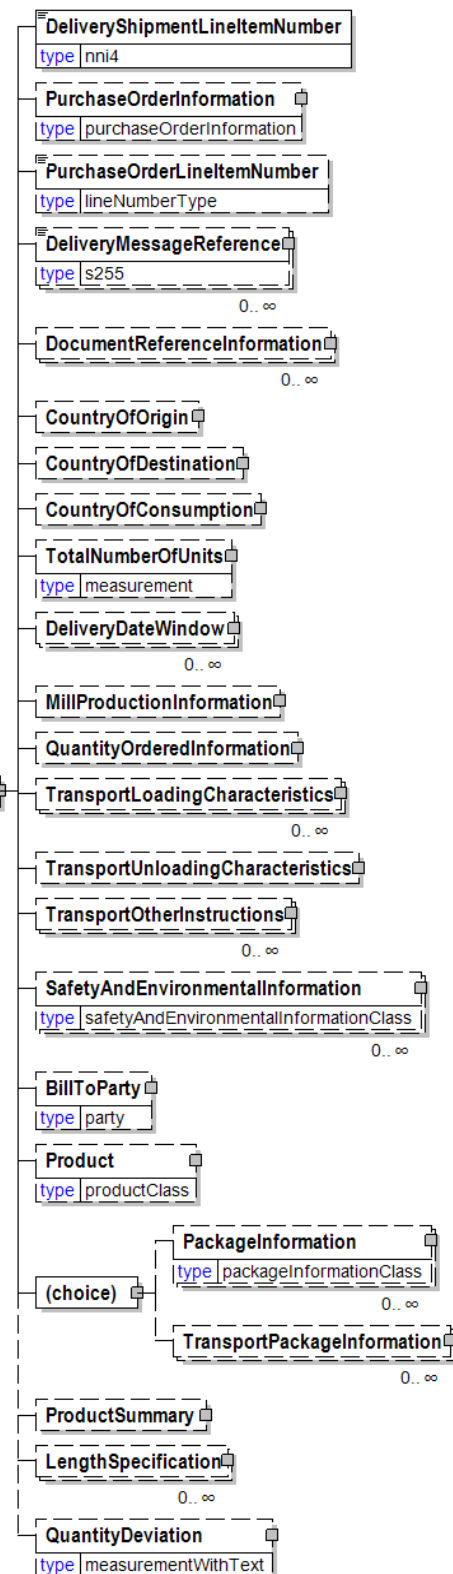 DeliveryShipmentLineItemNumber
type nni4
PurchaseOrderInformation
type purchaseOrderInformation
PurchaseOrderLineItemNumber
type lineNumberType
DeliveryMessageReference
type s255
0.. ∞
DocumentReferenceInformation
0.. ∞
CountryOfOrigin
CountryOfDestination
CountryOfConsumption
TotalNumberOfUnits
type measurement
DeliveryDateWindow
0.. ∞
MillProductionInformation
QuantityOrderedInformation
TransportLoadingCharacteristics
0.. ∞
TransportUnloadingCharacteristics
TransportOtherInstructions
0.. ∞
SafetyAndEnvironmentalInformation
type safetyAndEnvironmentalInformationClass
0.. ∞
BillToParty
type party
Product
type productClass
PackageInformation
type packageInformationClass
0.. ∞
(choice)
TransportPackageInformation
0.. ∞
ProductSummary
LengthSpecification
0.. ∞
QuantityDeviation
type measurementWithText